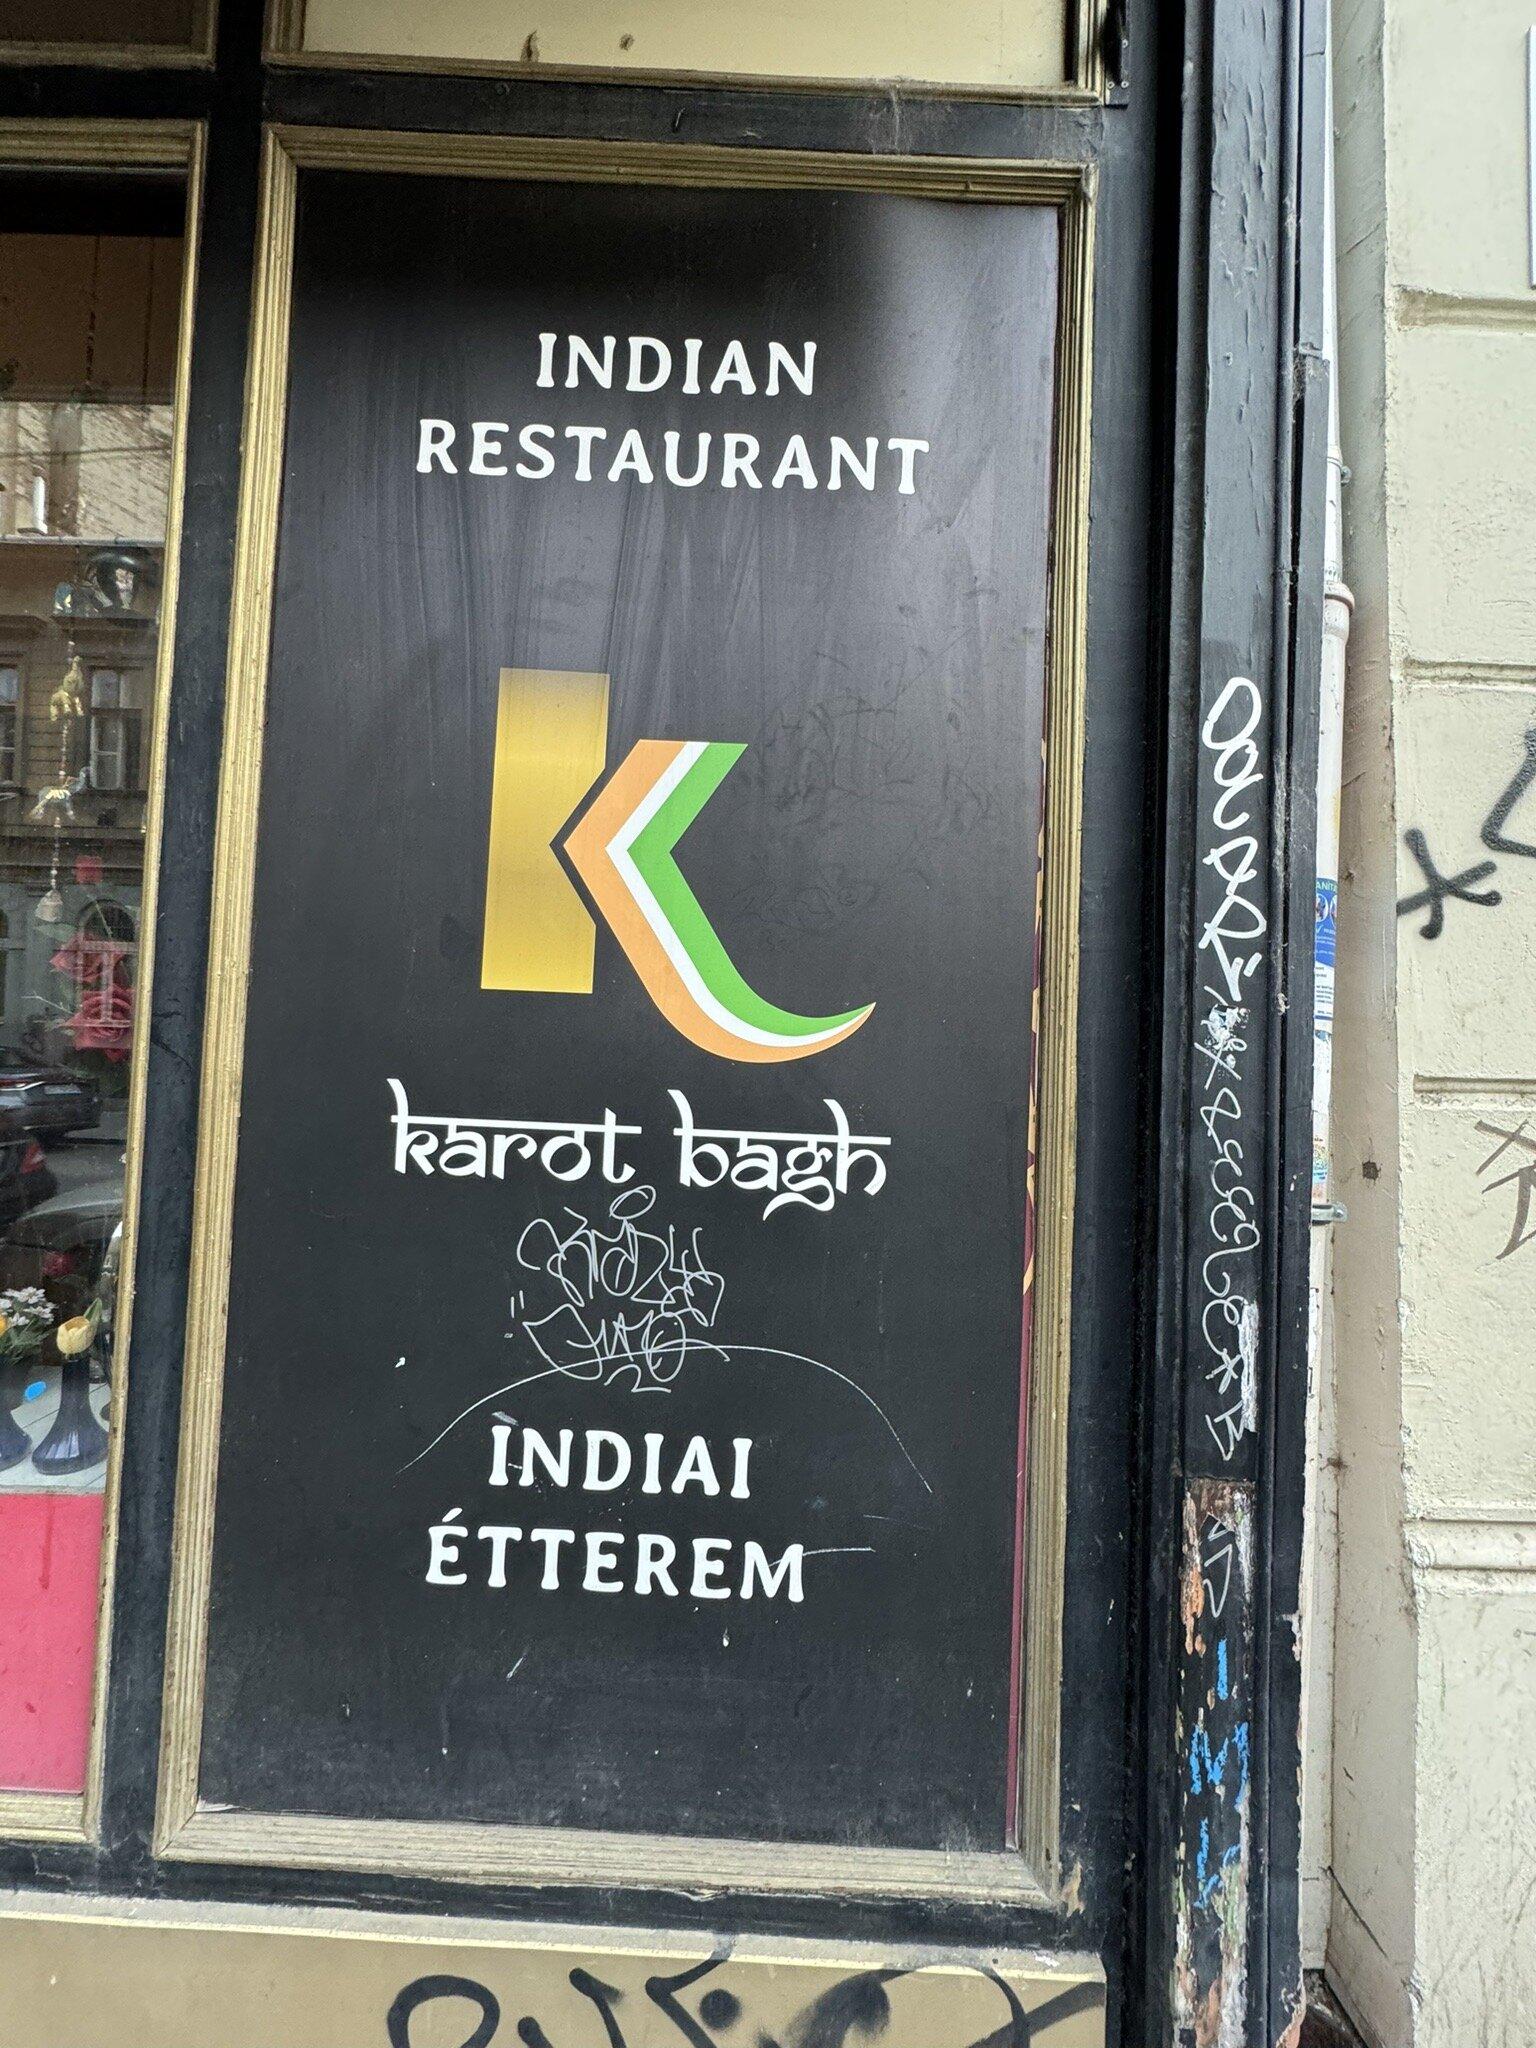 INDIAN
RESTAURANT
K
karot bagh
INDIAI
ÉTTEREM